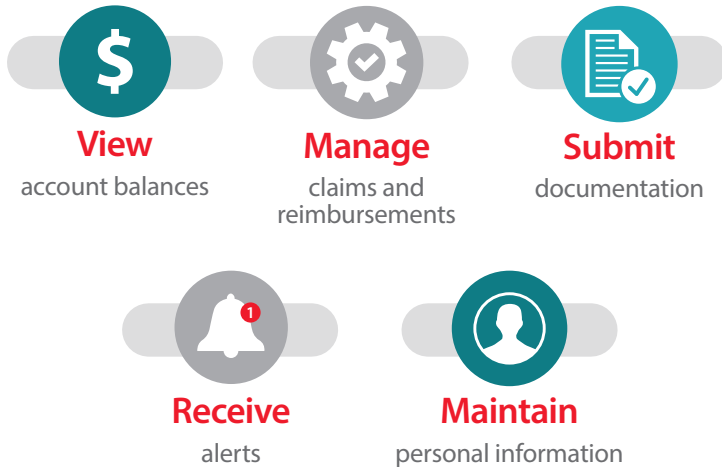 $
View
account balances
Manage
claims and
reimbursements
Submit
documentation
1
Receive
alerts
Maintain
personal information